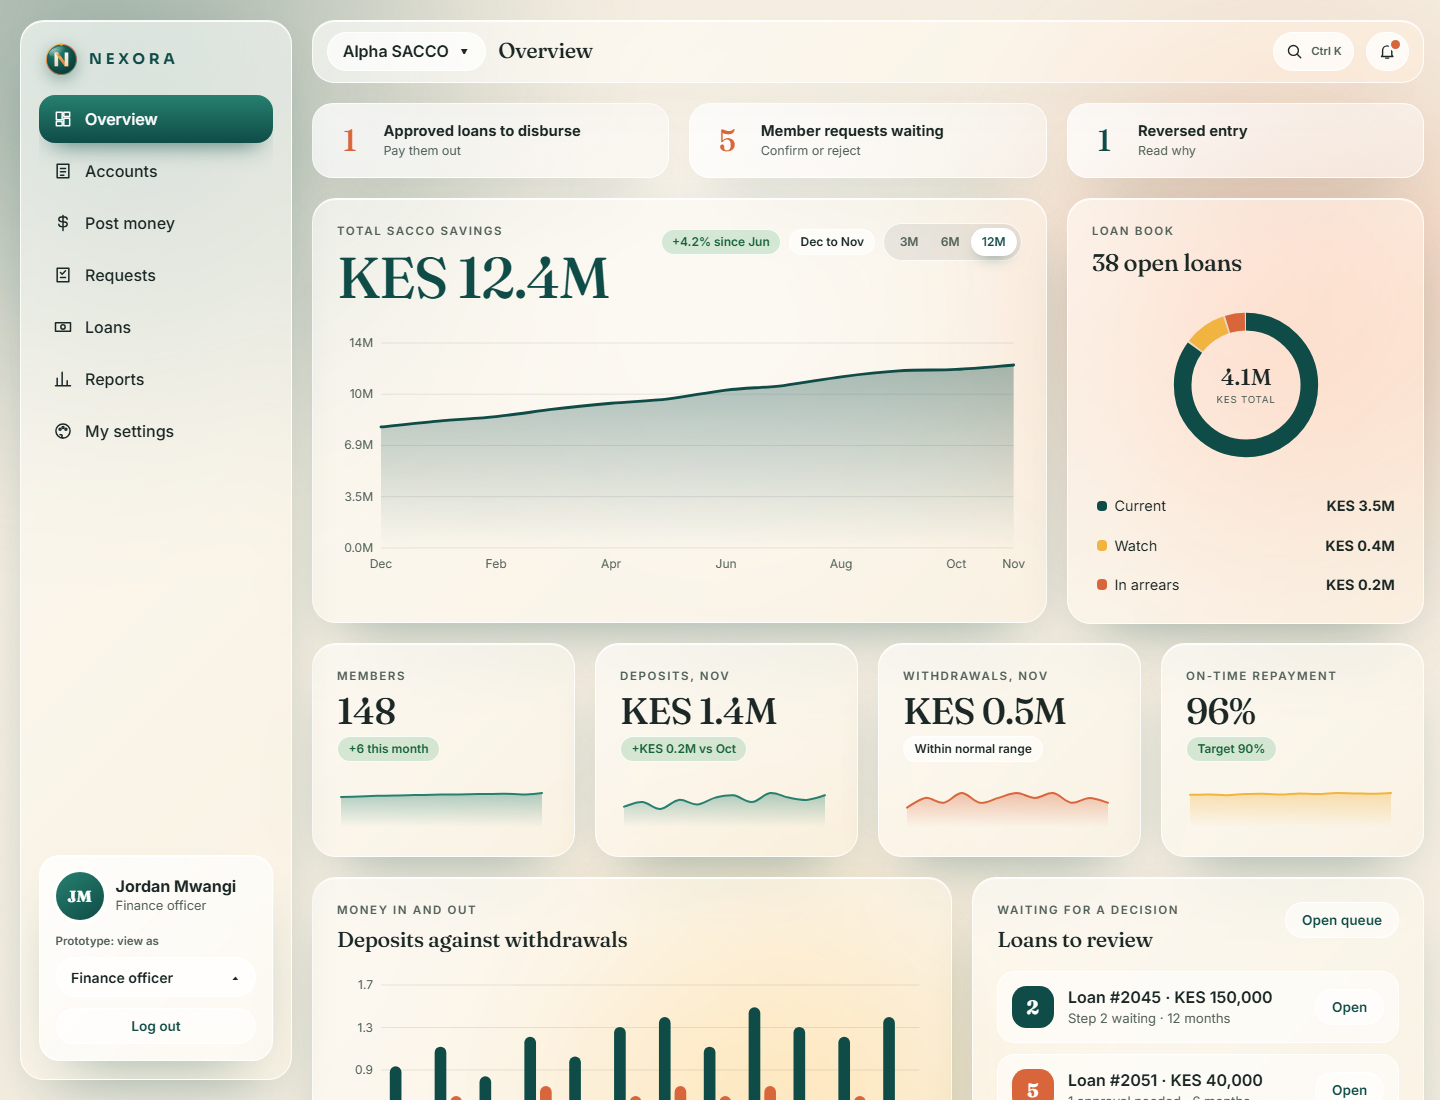 N NEXORA
Overview
Accounts
Post money
Requests
Loans
Reports
My settings
JM
Jordan Mwangi
Finance officer
Prototype: view as
Finance officer
Log out
Alpha SACCO
Overview
Ctrl K
1
Approved loans to disburse
Pay them out
5
Member requests waiting
Confirm or reject
1
Reversed entry
Read why
TOTAL SACCO SAVINGS
KES 12.4M
+4.2% since Jun
Dec to Nov
3M 6M 12M
14M
10M
6.9M
3.5M
0.0M
Dec Feb Apr Jun Aug Oct Nov
LOAN BOOK
38 open loans
4.1M
KES TOTAL
Current KES 3.5M
Watch KES 0.4M
In arrears KES 0.2M
MEMBERS
148
+6 this month
DEPOSITS, NOV
KES 1.4M
+KES 0.2M vs Oct
WITHDRAWALS, NOV
KES 0.5M
Within normal range
ON-TIME REPAYMENT
96%
Target 90%
MONEY IN AND OUT
Deposits against withdrawals
1.7
1.3
0.9
WAITING FOR A DECISION
Loans to review
Open queue
2
Loan #2045 · KES 150,000
Step 2 waiting · 12 months
Open
5
Loan #2051 · KES 40,000
1 approval needed · 6 months
Open